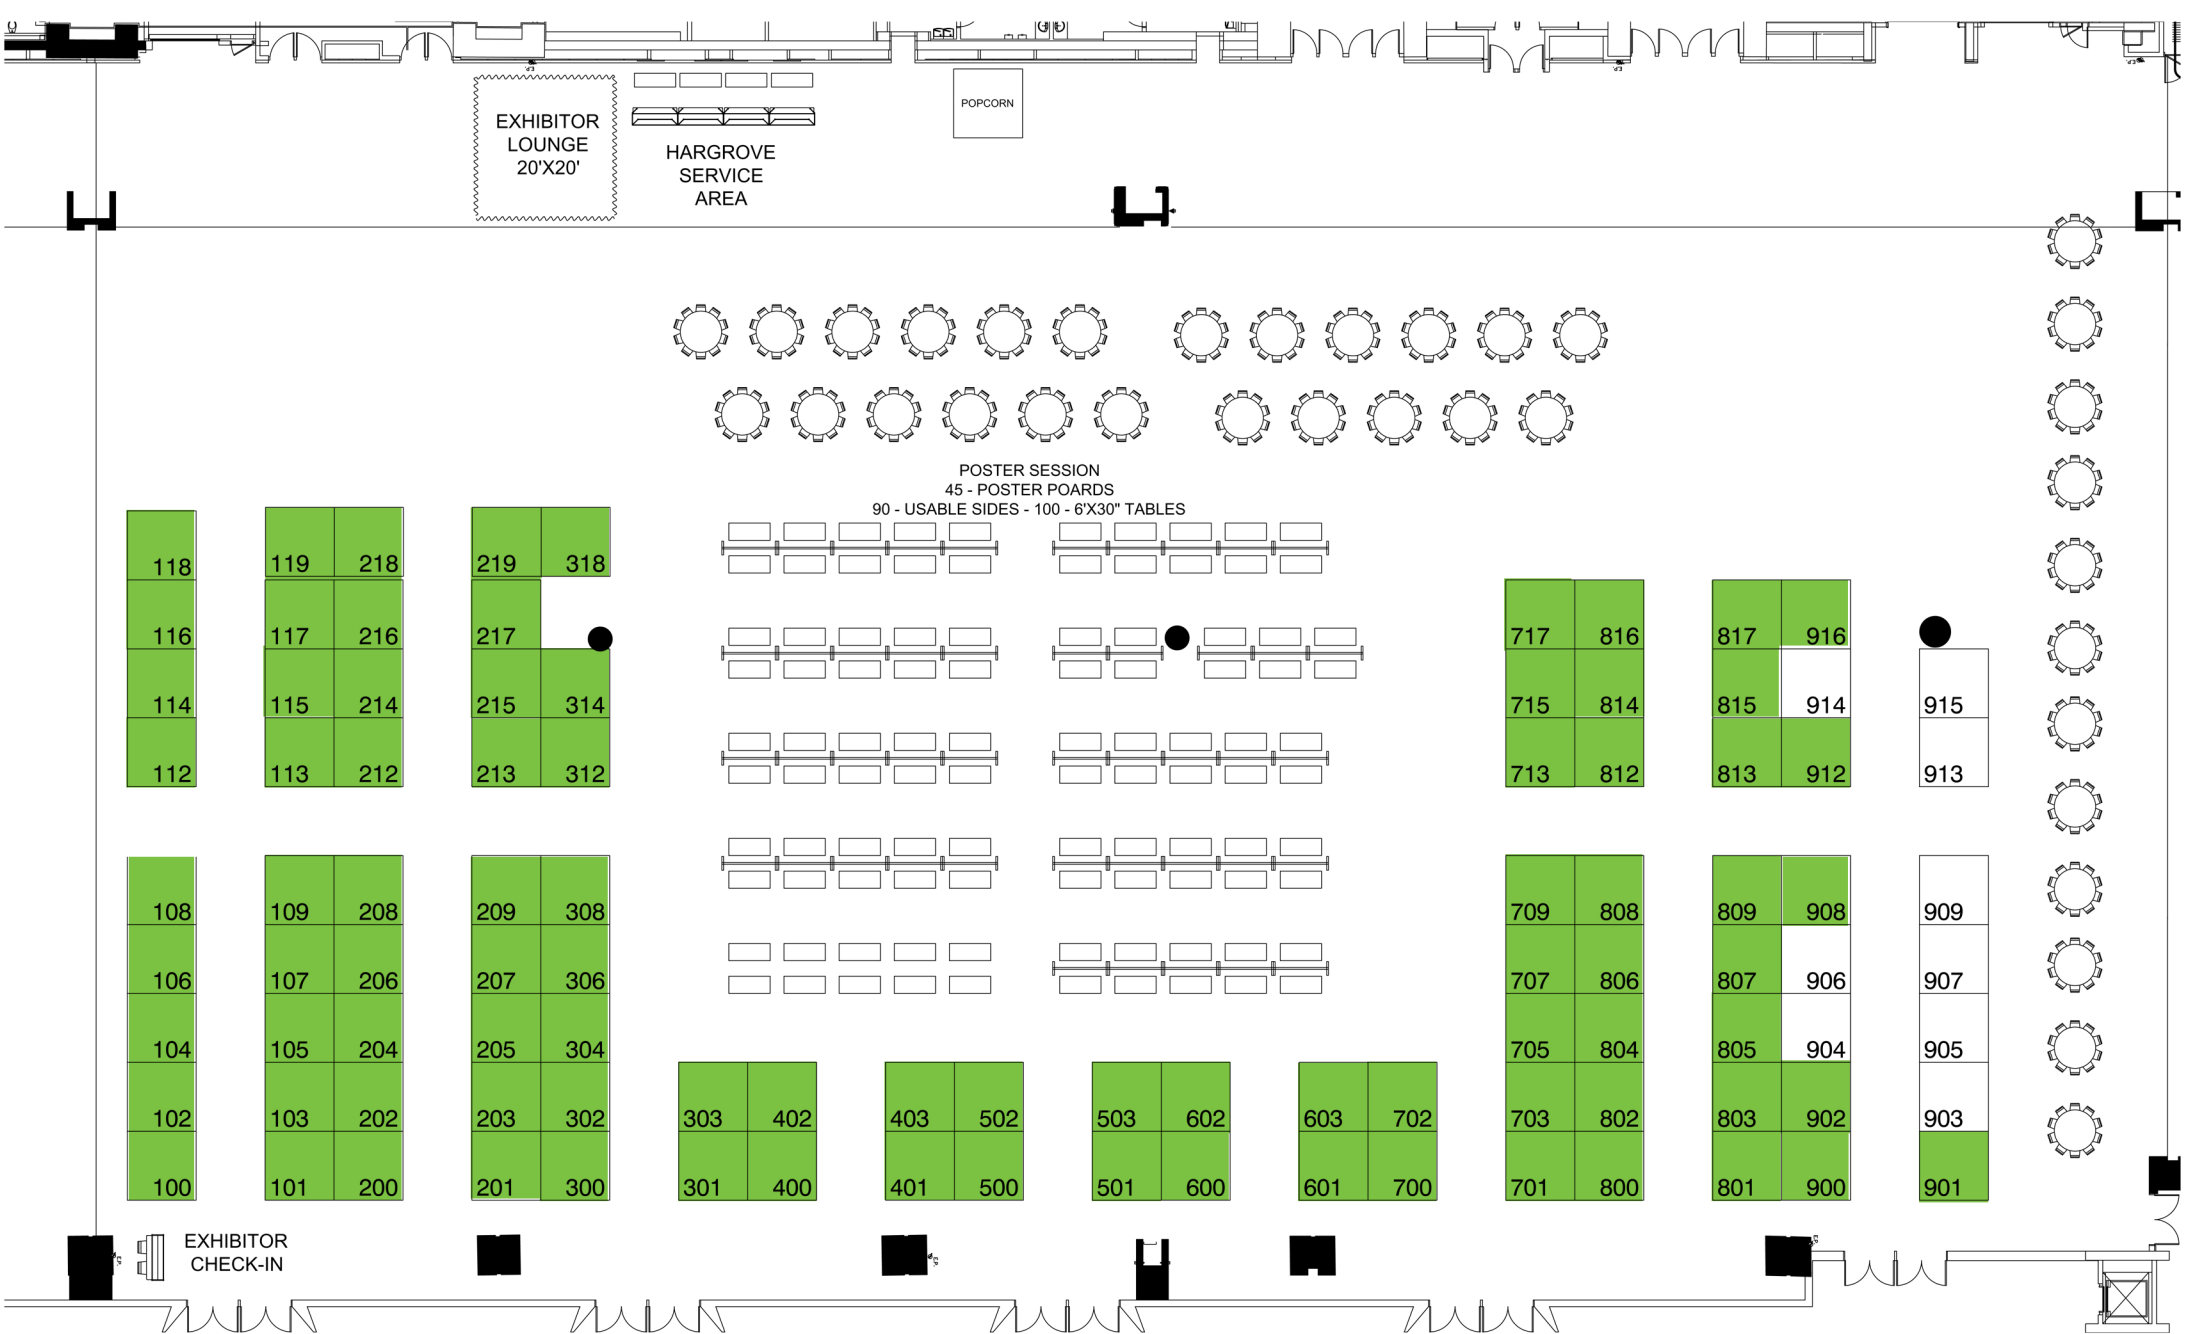 EXHIBITOR
LOUNGE
20'X20'
HARGROVE
SERVICE
AREA
POPCORN
POSTER SESSION
45 - POSTER POARDS
90 - USABLE SIDES - 100 - 6'X30" TABLES
118 119 218 219 318
116 117 216 217 717 816 817 916
114 115 214 215 314 715 814 815 914 915
112 113 212 213 312 713 812 813 912 913
108 109 208 209 308 709 808 809 908 909
106 107 206 207 306 707 806 807 906 907
104 105 204 205 304 705 804 805 904 905
102 103 202 203 302 303 402 403 502 503 602 603 702 703 802 803 902 903
100 101 200 201 300 301 400 401 500 501 600 601 700 701 800 801 900 901
EXHIBITOR
CHECK-IN